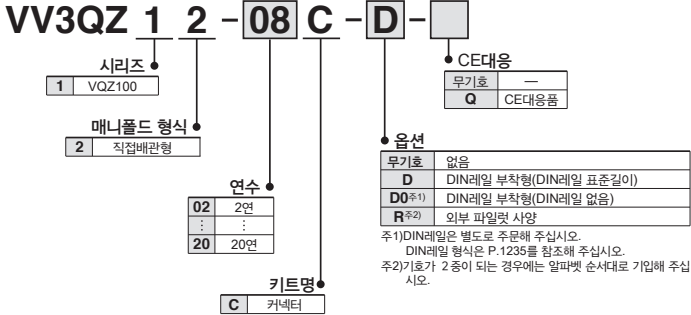 VV3QZ 1 2 - 08 C - D -
시리즈
1 VQZ100
매니폴드 형식
2 직접배관형
연수
02 2연
⋮ ⋮
20 20연
키트명
C 커넥터
CE대응
무기호 —
Q CE대응품
옵션
무기호 없음
D DIN레일 부착형(DIN레일 표준길이)
D0주1) DIN레일 부착형(DIN레일 없음)
R주2) 외부 파일럿 사양
주1)DIN레일은 별도로 주문해 주십시오.
DIN레일 형식은 P.1235를 참조해 주십시오.
주2)기호가 2중이 되는 경우에는 알파벳 순서대로 기입해 주십
시오.